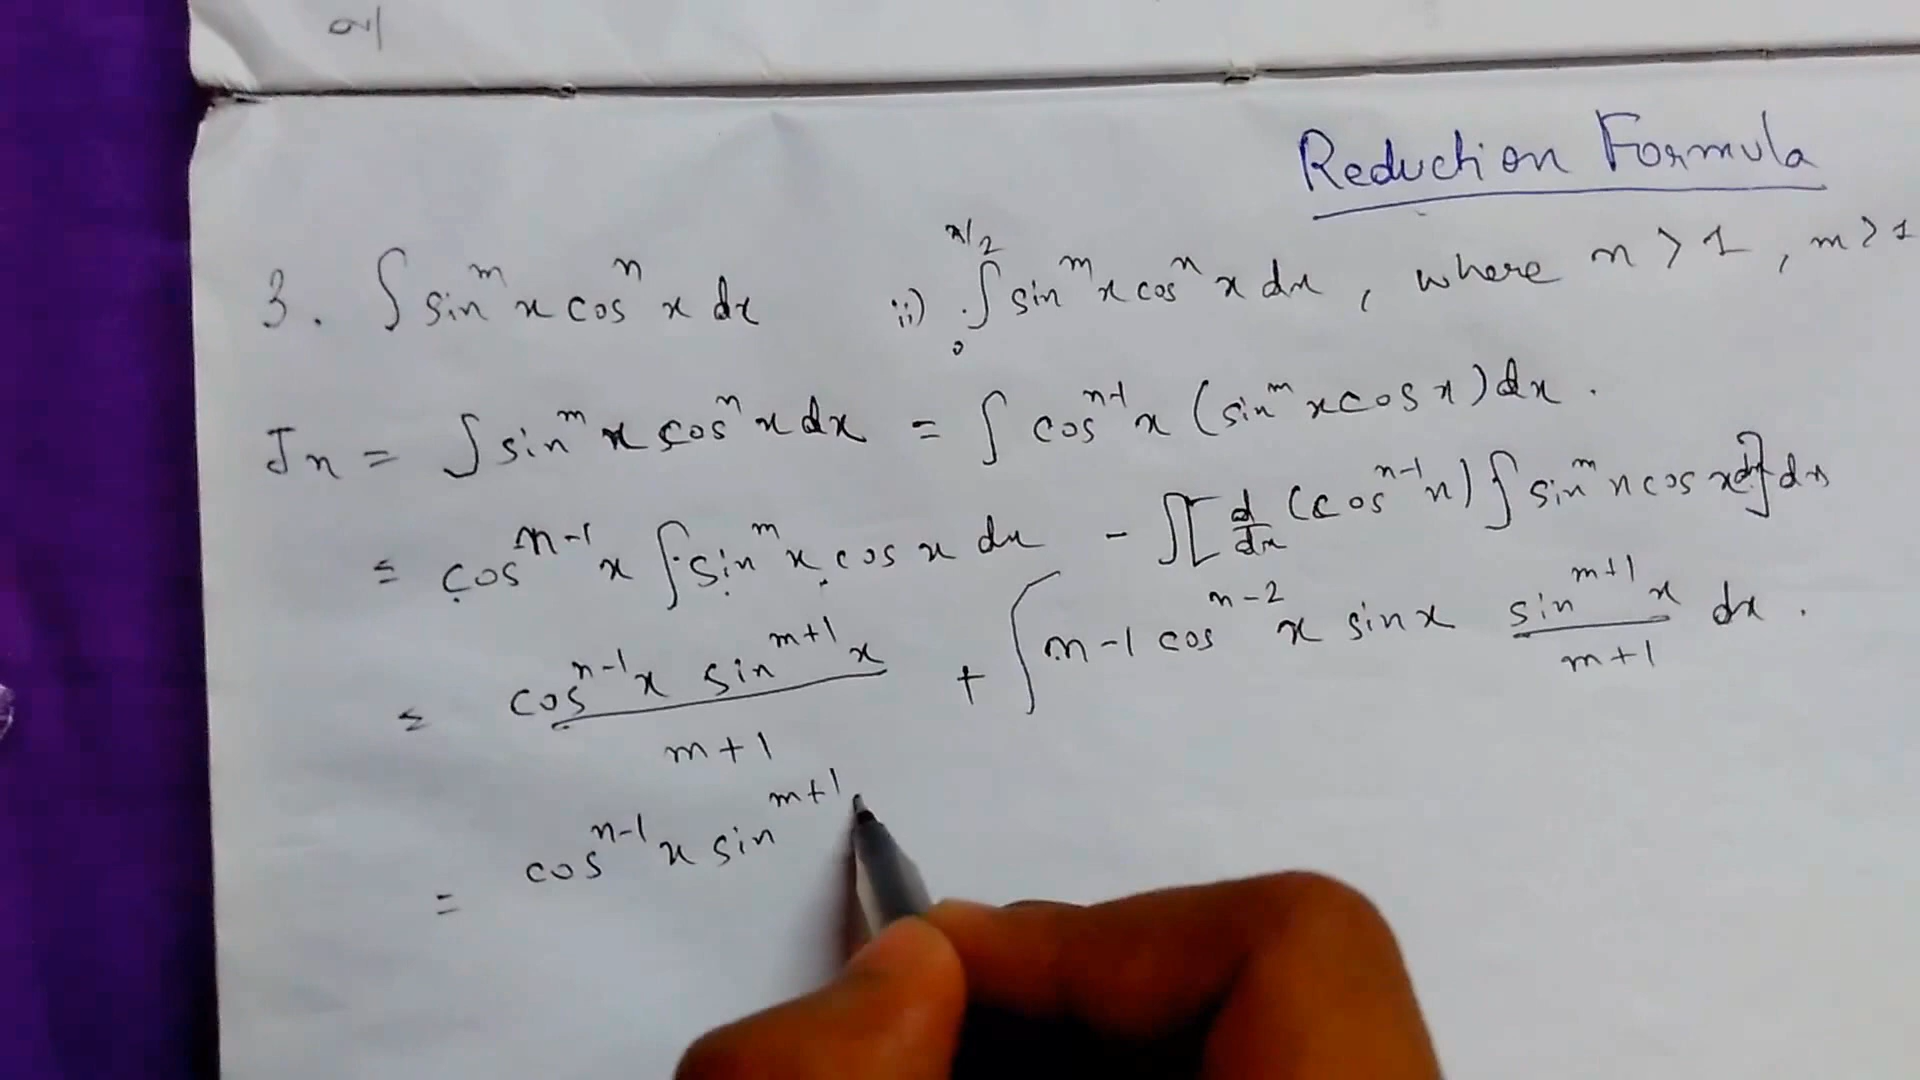 Reduction Formula
3. ∫ sin^m x cos^n x dx ii) ∫_0^{π/2} sin^m x cos^n x dx, where n > 1, m > 1
J_n = ∫ sin^m x cos^n x dx = ∫ cos^{n-1} x (sin^m x cos x) dx.
= cos^{n-1} x ∫ sin^m x cos x dx - ∫[d/dx (cos^{n-1} x) ∫ sin^m x cos x dx] dx
= cos^{n-1} x sin^{m+1} x / m+1 + ∫ n-1 cos^{n-2} x sin x sin^{m+1} x / m+1 dx.
= cos^{n-1} x sin^{m+1}